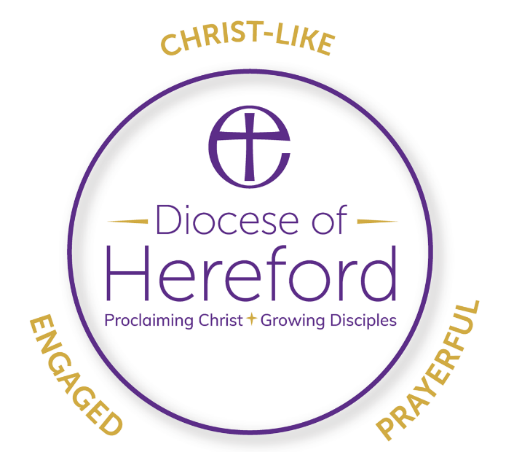 CHRIST-LIKE
Diocese of
Hereford
Proclaiming Christ + Growing Disciples
ENGAGED
PRAYERFUL